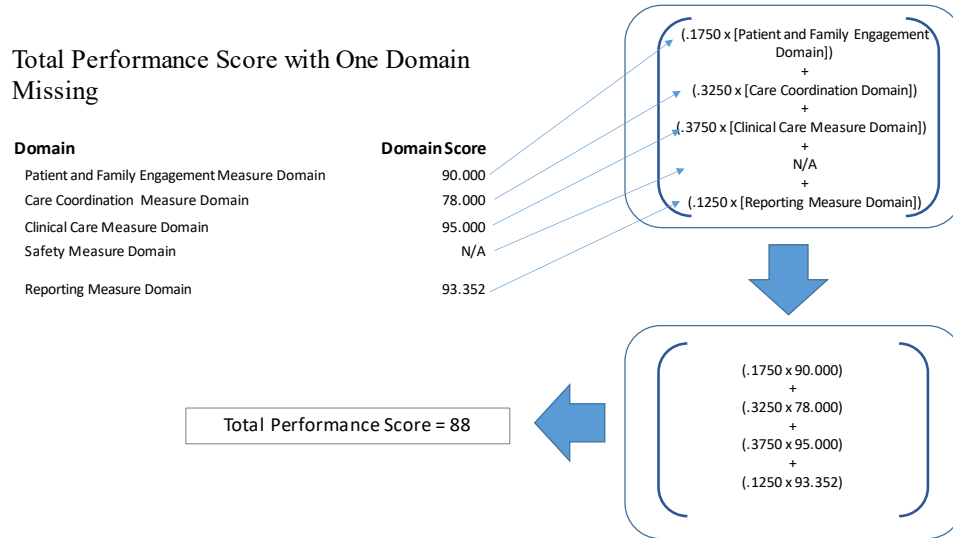 Total Performance Score with One Domain
Missing
Domain Domain Score
Patient and Family Engagement Measure Domain 90.000
Care Coordination Measure Domain 78.000
Clinical Care Measure Domain 95.000
Safety Measure Domain N/A
Reporting Measure Domain 93.352
(.1750 x [Patient and Family Engagement
Domain])
+
(.3250 x [Care Coordination Domain])
+
(.3750 x [Clinical Care Measure Domain])
+
N/A
+
(.1250 x [Reporting Measure Domain])
(.1750 x 90.000)
+
(.3250 x 78.000)
+
(.3750 x 95.000)
+
(.1250 x 93.352)
Total Performance Score = 88